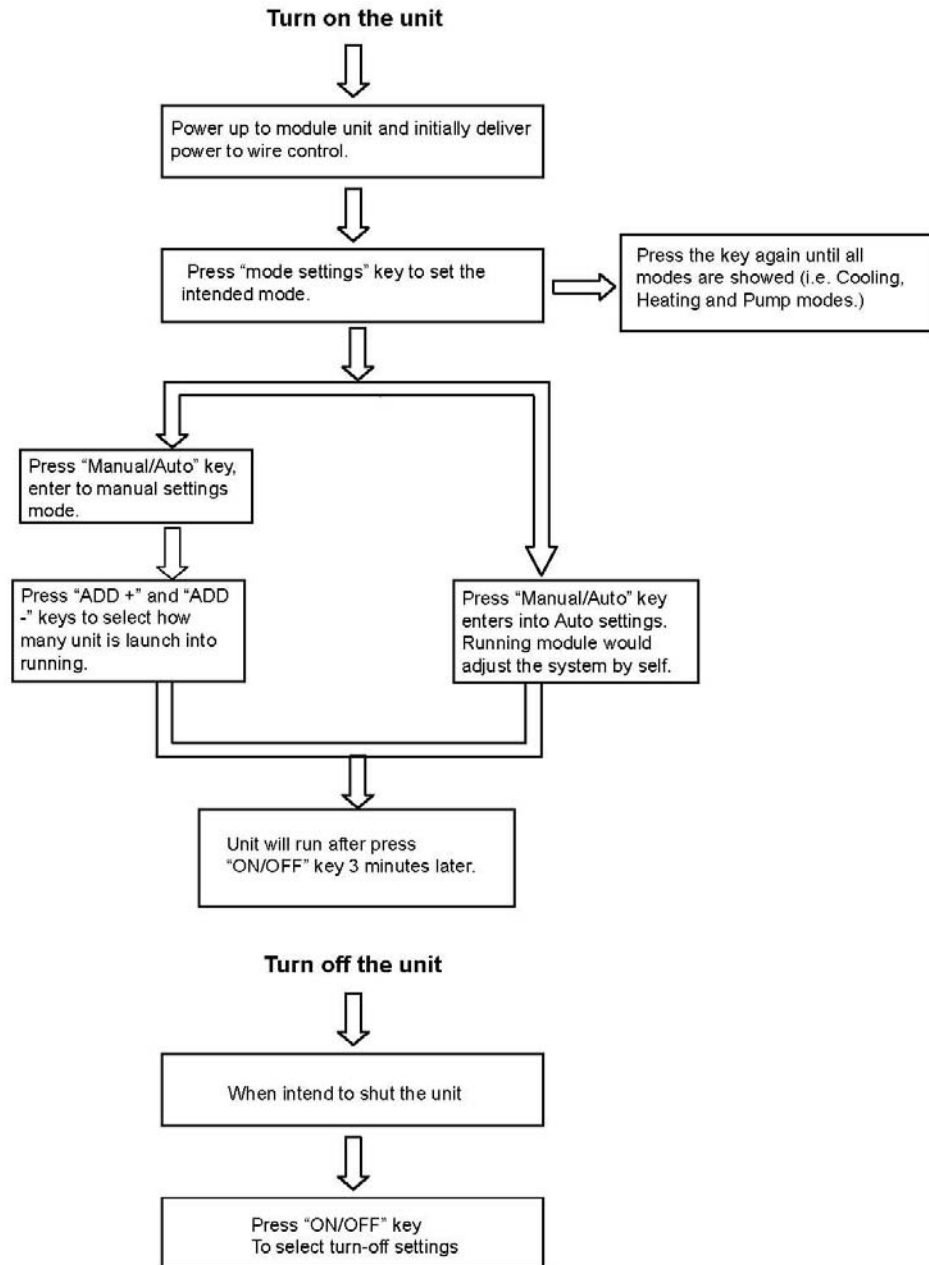 Turn on the unit
Power up to module unit and initially deliver
power to wire control.
Press “mode settings” key to set the
intended mode.
Press the key again until all
modes are showed (i.e. Cooling,
Heating and Pump modes.)
Press “Manual/Auto” key,
enter to manual settings
mode.
Press “ADD +” and “ADD
-” keys to select how
many unit is launch into
running.
Press “Manual/Auto” key
enters into Auto settings.
Running module would
adjust the system by self.
Unit will run after press
“ON/OFF” key 3 minutes later.
Turn off the unit
When intend to shut the unit
Press “ON/OFF” key
To select turn-off settings